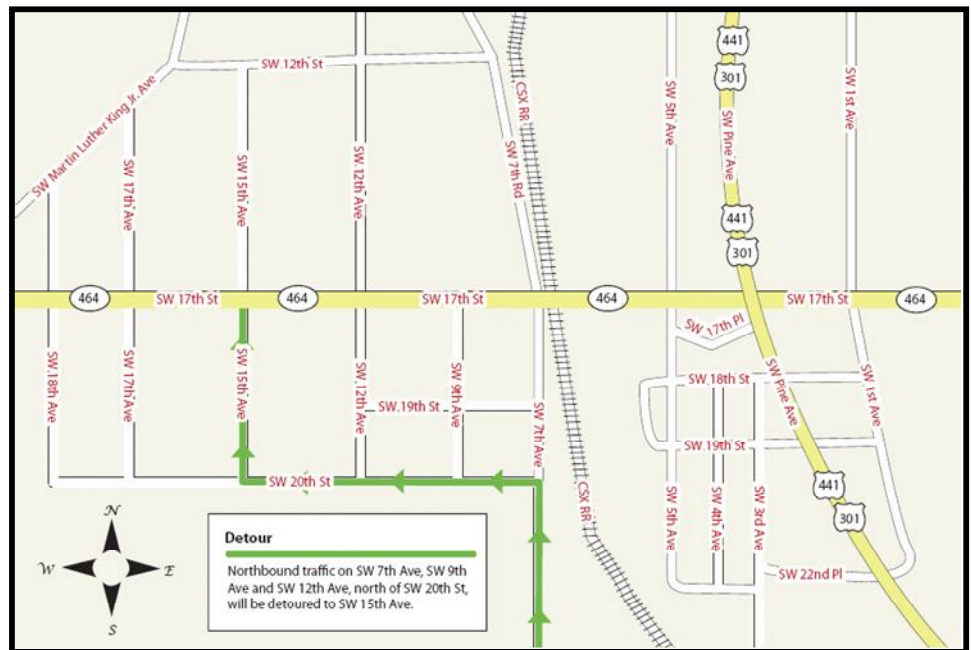 441
301
SW 12th St
CSX RR
SW 5th Ave
SW Pine Ave
SW 1st Ave
SW Martin Luther King Jr. Ave
SW 17th Ave
SW 15th Ave
SW 12th Ave
SW 7th Rd
441
301
464
SW 17th St
464
SW 17th St
464
SW 17th St
464
SW 17th Pl
SW 18th Ave
SW 17th Ave
SW 15th Ave
SW 12th Ave
SW 9th Ave
SW 19th St
SW 7th Ave
SW 18th St
SW Pine Ave
SW 1st Ave
SW 19th St
SW 20th St
CSX RR
SW 5th Ave
SW 4th Ave
SW 3rd Ave
441
301
SW 22nd Pl
N
W
E
S
Detour
Northbound traffic on SW 7th Ave, SW 9th
Ave and SW 12th Ave, north of SW 20th St,
will be detoured to SW 15th Ave.